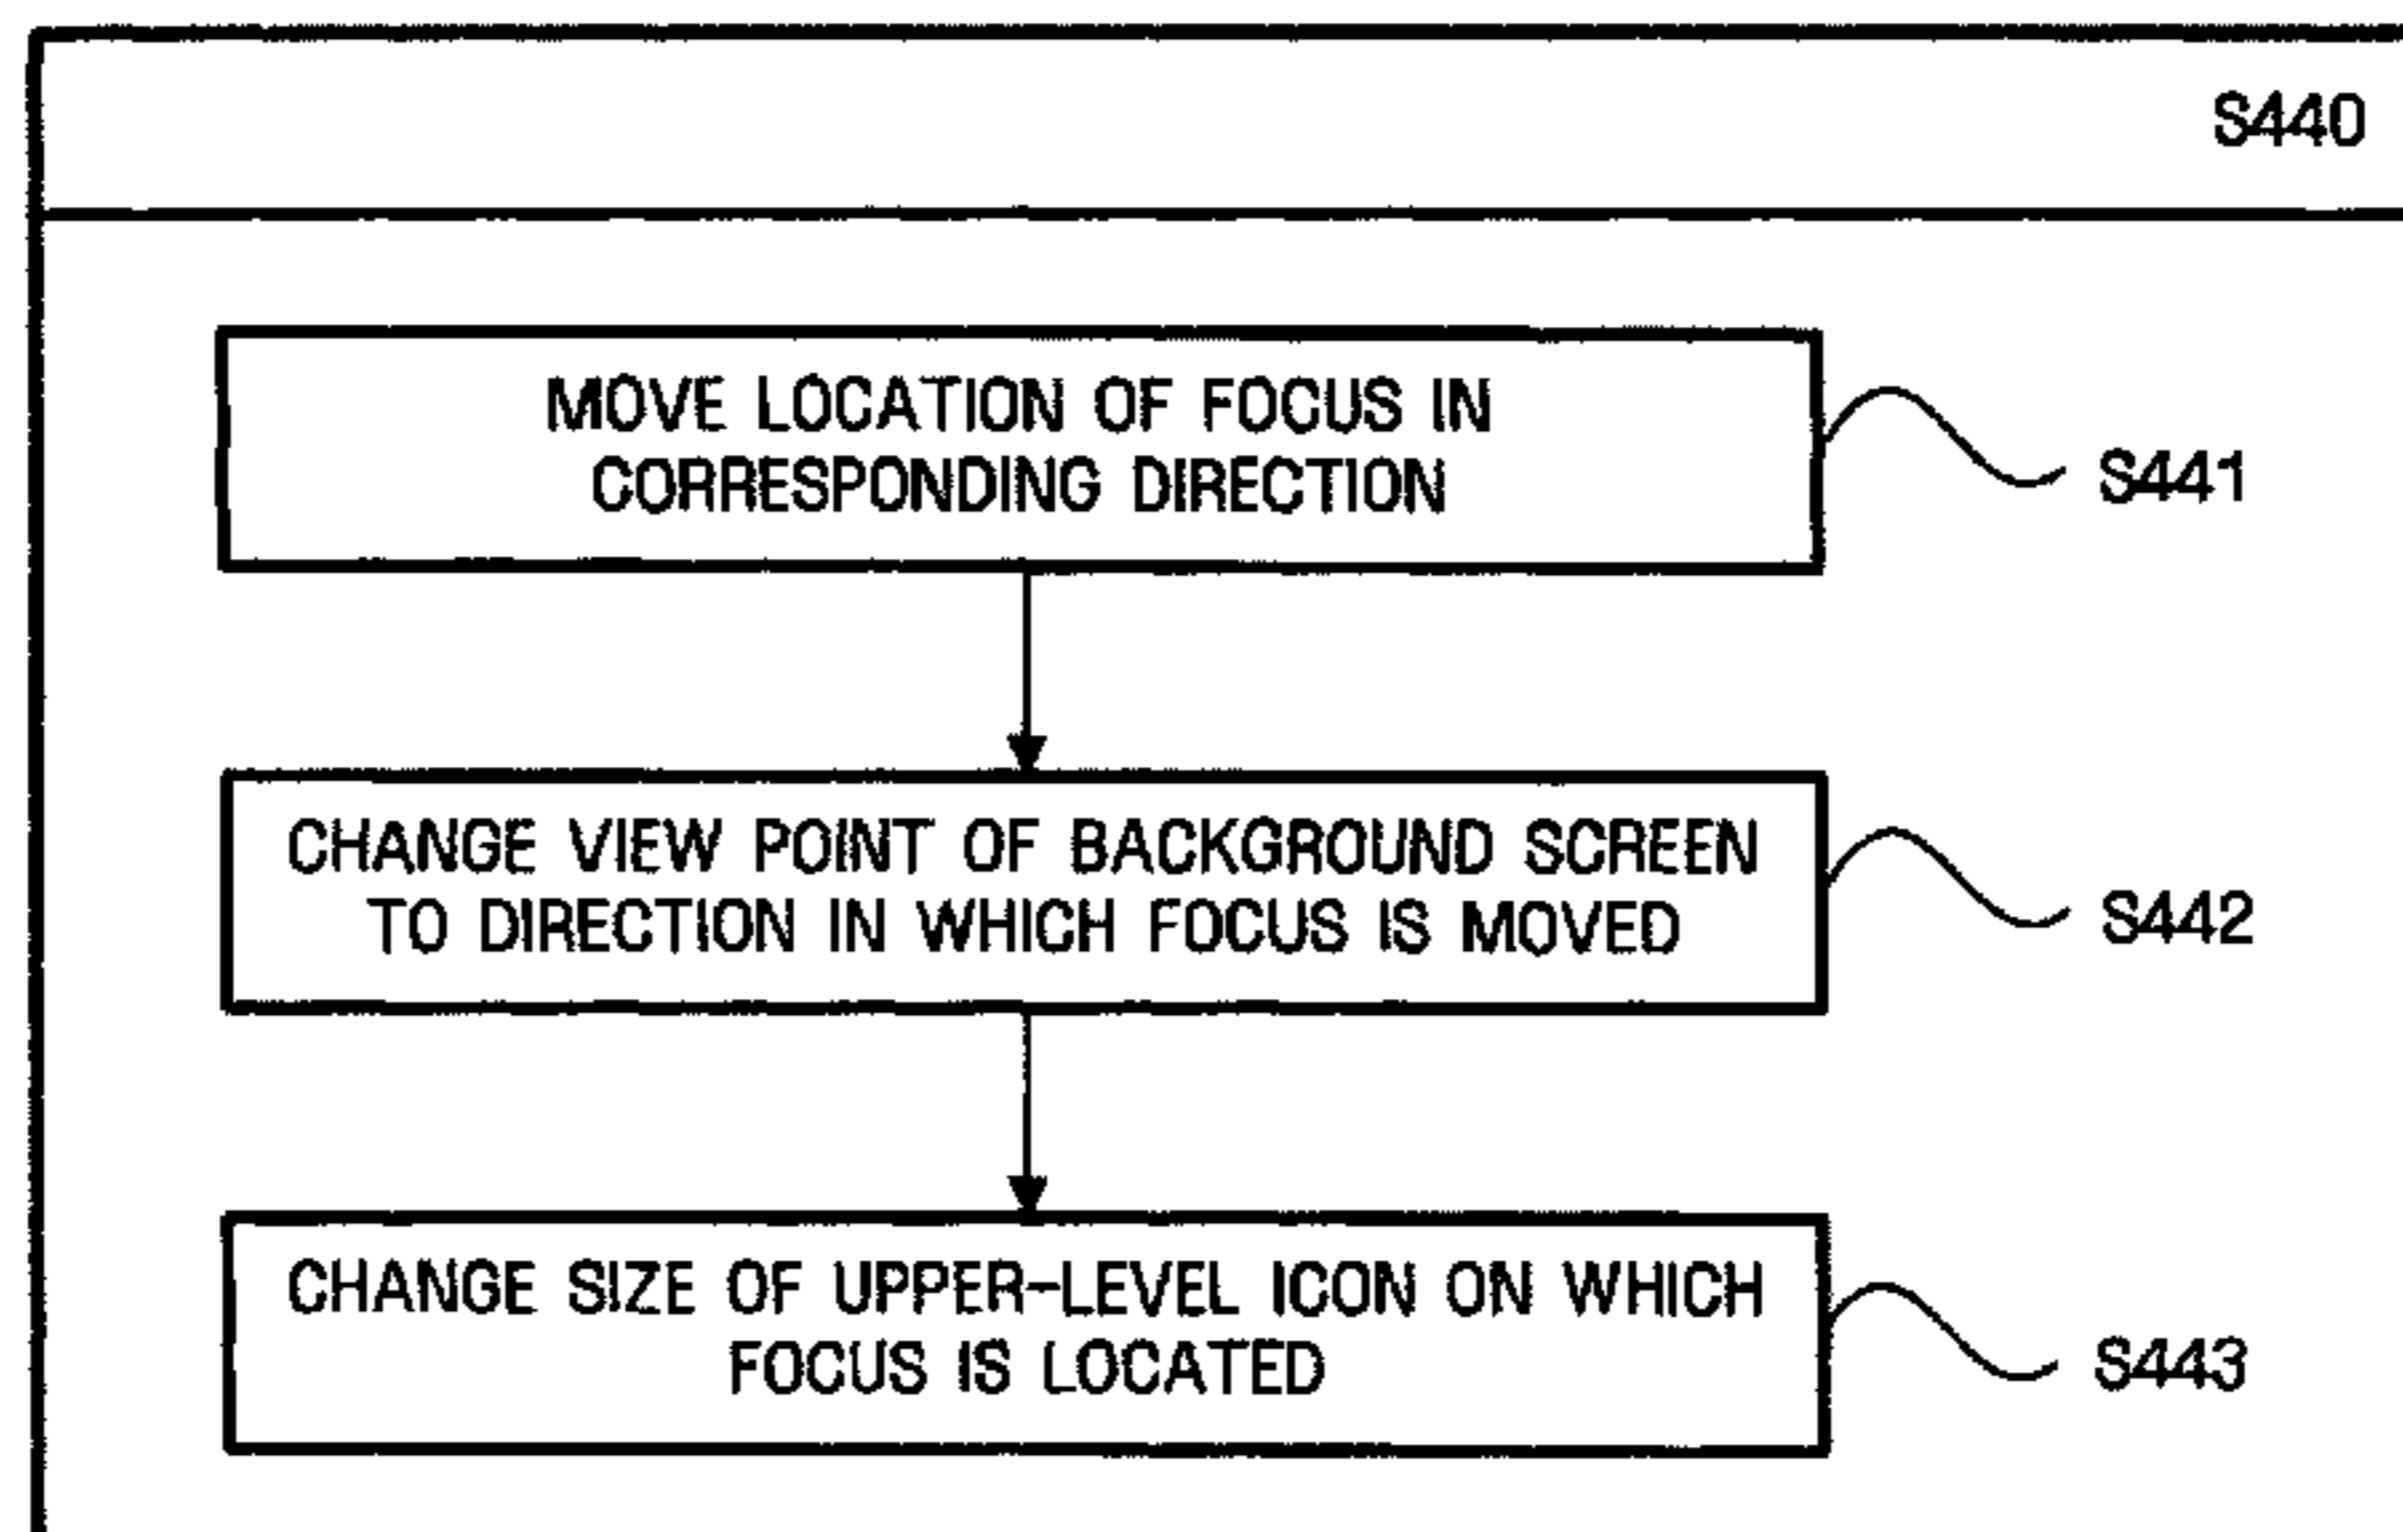 S440
MOVE LOCATION OF FOCUS IN
CORRESPONDING DIRECTION
S441
CHANGE VIEW POINT OF BACKGROUND SCREEN
TO DIRECTION IN WHICH FOCUS IS MOVED
S442
CHANGE SIZE OF UPPER-LEVEL ICON ON WHICH
FOCUS IS LOCATED
S443